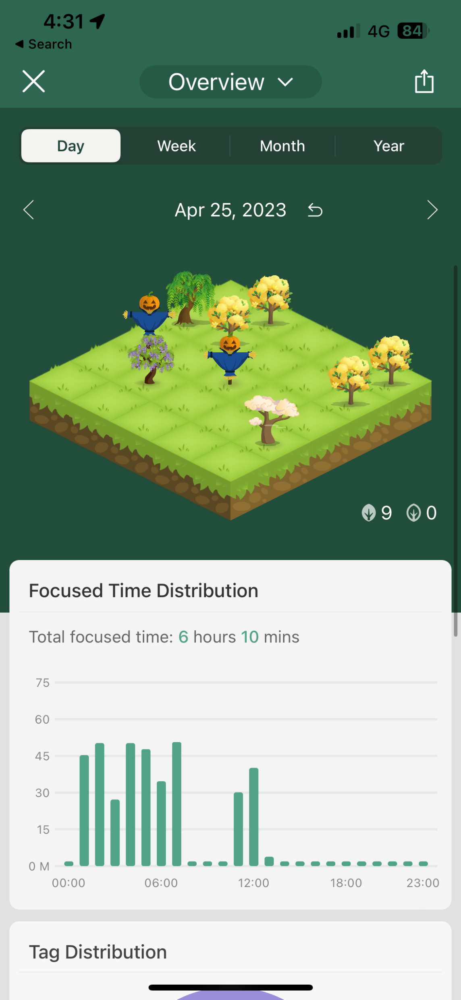 4:31
4G 84
Search
Overview
Day Week Month Year
Apr 25, 2023
9 0
Focused Time Distribution
Total focused time: 6 hours 10 mins
75
60
45
30
15
0 M
00:00 06:00 12:00 18:00 23:00
Tag Distribution